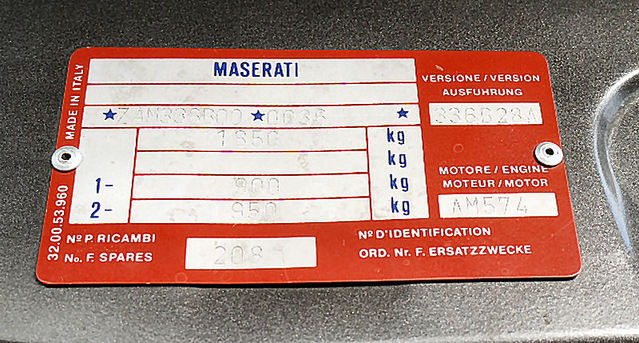 MASERATI
MADE IN ITALY
VERSIONE / VERSION
AUSFUHRUNG
★ZAM336B00★0036 ★
336B28A
1850 kg
kg
1- 900 kg
2- 950 kg
MOTORE / ENGINE
MOTEUR / MOTOR
AM574
32.00.53.960
Nº P. RICAMBI
No. F. SPARES
Nº D'IDENTIFICATION
ORD. Nr. F. ERSATZZWECKE